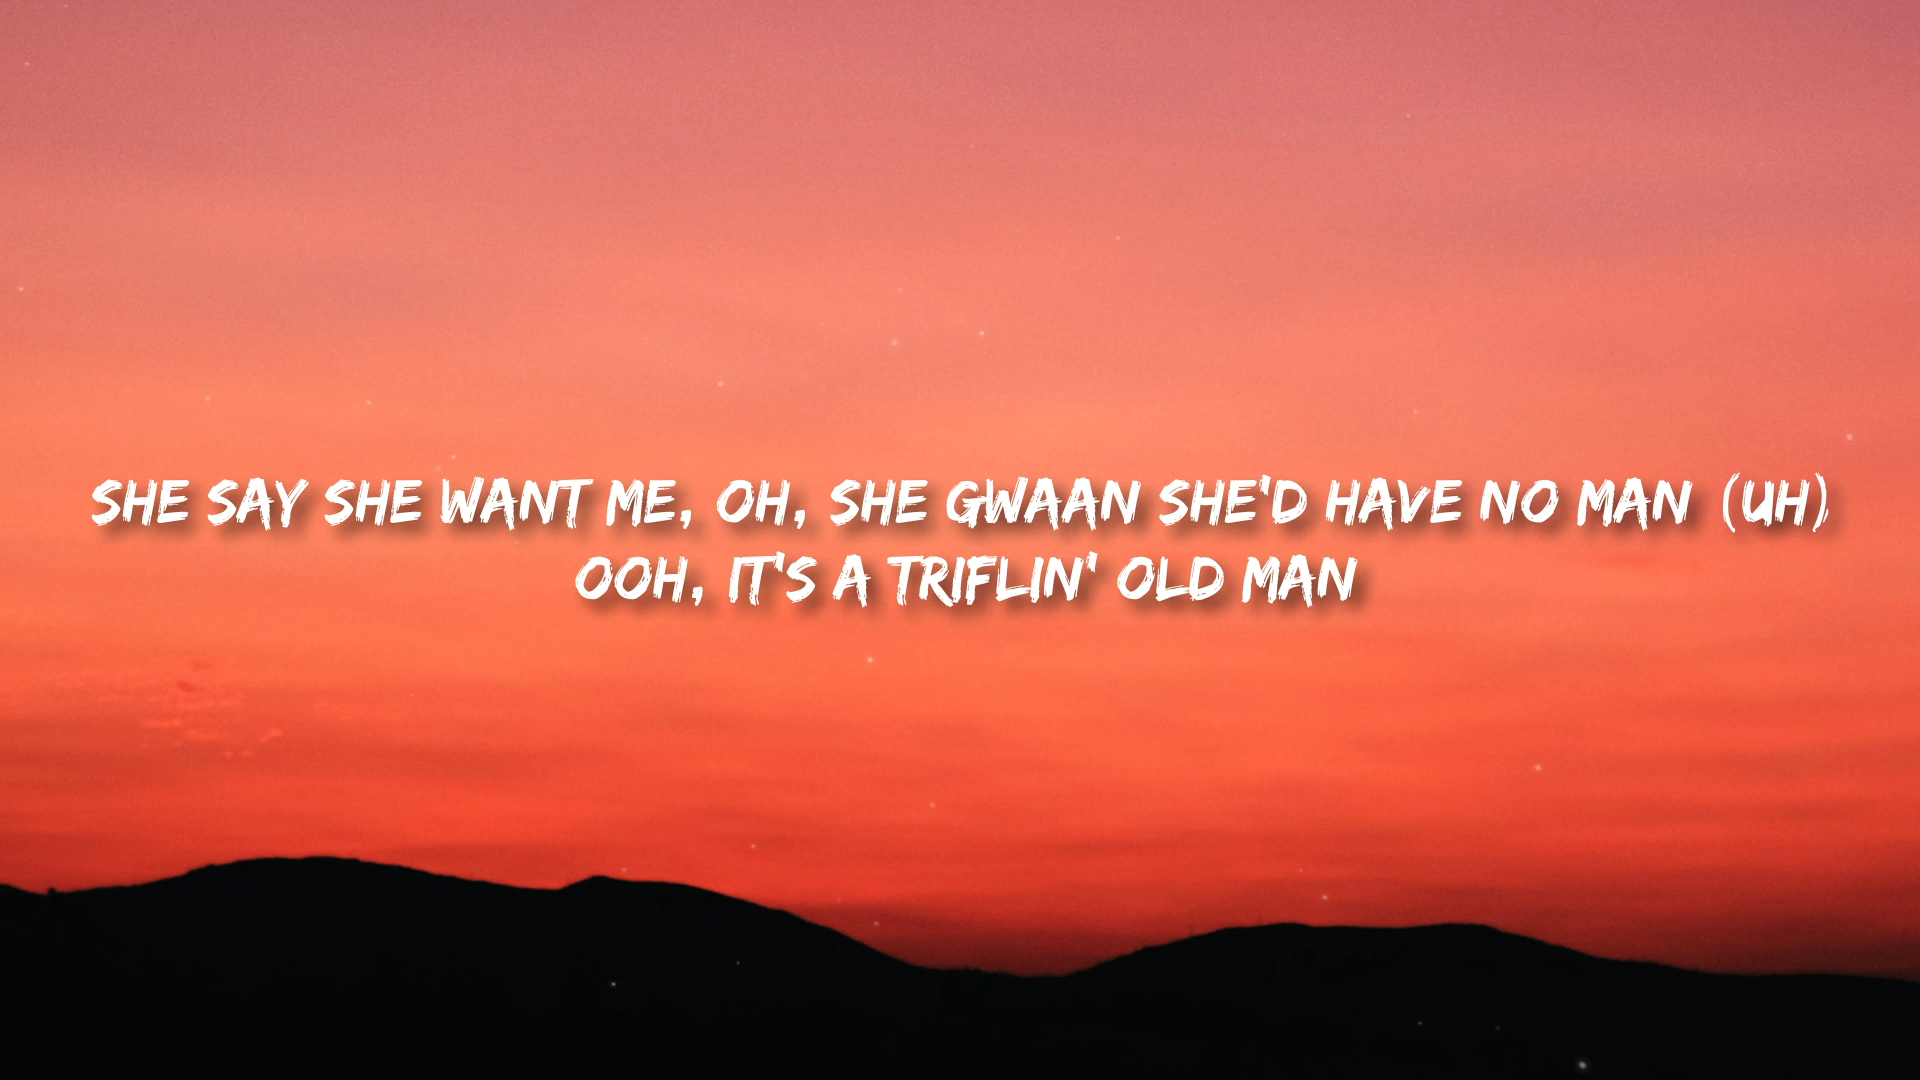 SHE SAY SHE WANT ME, OH, SHE GWAAN SHE'D HAVE NO MAN (UH)
OOH, IT'S A TRIFLIN' OLD MAN